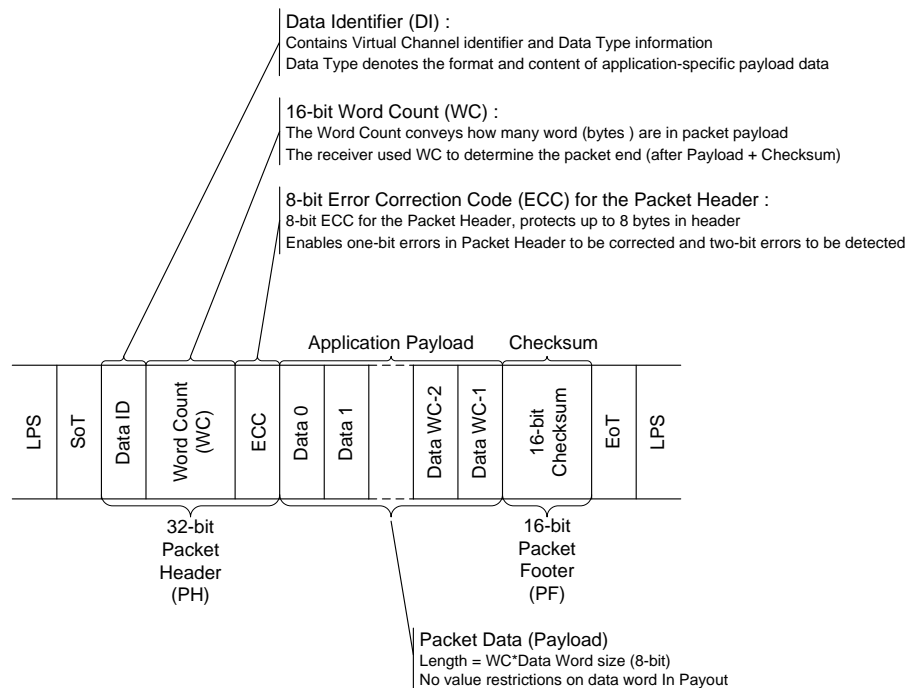 Data Identifier (DI) :
Contains Virtual Channel identifier and Data Type information
Data Type denotes the format and content of application-specific payload data
16-bit Word Count (WC) :
The Word Count conveys how many word (bytes ) are in packet payload
The receiver used WC to determine the packet end (after Payload + Checksum)
8-bit Error Correction Code (ECC) for the Packet Header :
8-bit ECC for the Packet Header, protects up to 8 bytes in header
Enables one-bit errors in Packet Header to be corrected and two-bit errors to be detected
Application Payload
Checksum
LPS
SoT
Data ID
Word Count
(WC)
ECC
Data 0
Data 1
Data WC-2
Data WC-1
16-bit
Checksum
EoT
LPS
32-bit
Packet
Header
(PH)
16-bit
Packet
Footer
(PF)
Packet Data (Payload)
Length = WC*Data Word size (8-bit)
No value restrictions on data word In Payout